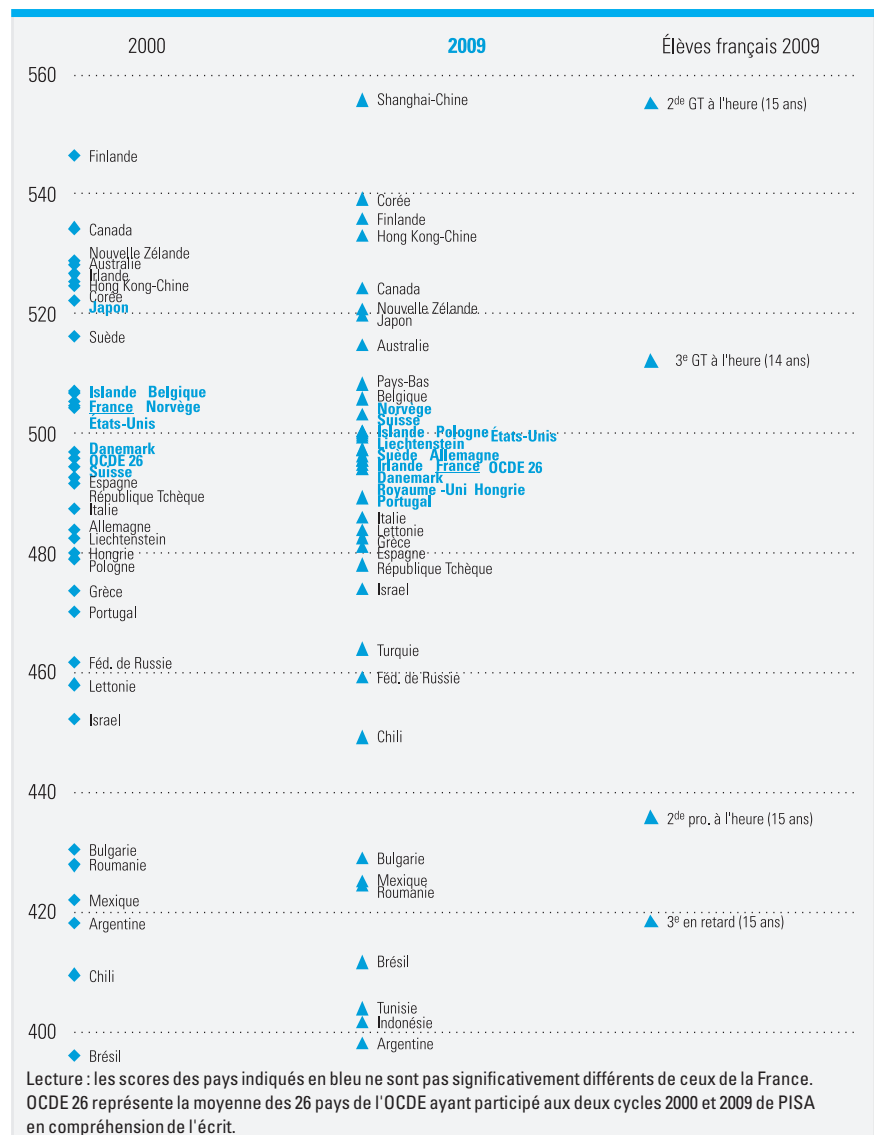 2000
2009
Élèves français 2009
560
540
520
500
480
460
440
420
400
Finlande
Canada
Nouvelle Zélande
Australie
Irlande
Hong Kong-Chine
Corée
Japon
Suède
Islande Belgique
France Norvège
États-Unis
Danemark
OCDE 26
Suisse
Espagne
République Tchèque
Italie
Allemagne
Liechtenstein
Hongrie
Pologne
Grèce
Portugal
Féd. de Russie
Lettonie
Israel
Bulgarie
Roumanie
Mexique
Argentine
Chili
Brésil
Shanghai-Chine
Corée
Finlande
Hong Kong-Chine
Canada
Nouvelle Zélande
Japon
Australie
Pays-Bas
Belgique
Norvège
Suisse
Islande Pologne États-Unis
Liechtenstein
Suède Allemagne
Irlande France OCDE 26
Danemark
Royaume -Uni Hongrie
Portugal
Italie
Lettonie
Grèce
Espagne
République Tchèque
Israel
Turquie
Féd. de Russie
Chili
Bulgarie
Mexique
Roumanie
Brésil
Tunisie
Indonésie
Argentine
2de GT à l'heure (15 ans)
3e GT à l'heure (14 ans)
2de pro. à l'heure (15 ans)
3e en retard (15 ans)
Lecture : les scores des pays indiqués en bleu ne sont pas significativement différents de ceux de la France.
OCDE 26 représente la moyenne des 26 pays de l'OCDE ayant participé aux deux cycles 2000 et 2009 de PISA
en compréhension de l'écrit.